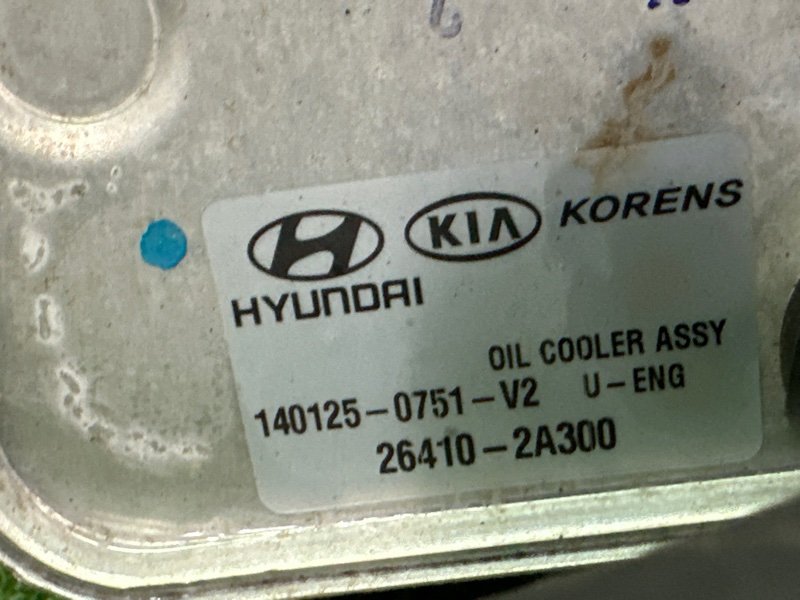 KIA KORENS
HYUNDAI
OIL COOLER ASSY
140125-0751-V2 U-ENG
26410-2A300